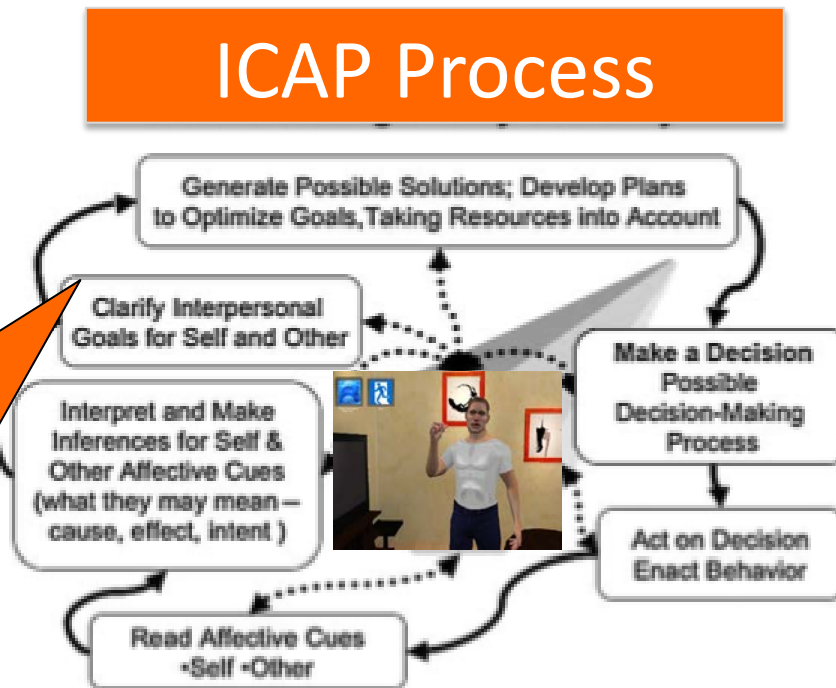 ICAP Process
Generate Possible Solutions; Develop Plans
to Optimize Goals,Taking Resources into Account
Clarify Interpersonal
Goals for Self and Other
Make a Decision
Possible
Decision-Making
Process
Interpret and Make
Inferences for Self &
Other Affective Cues
(what they may mean—
cause, effect, intent )
Act on Decision
Enact Behavior
Read Affective Cues
•Self •Other